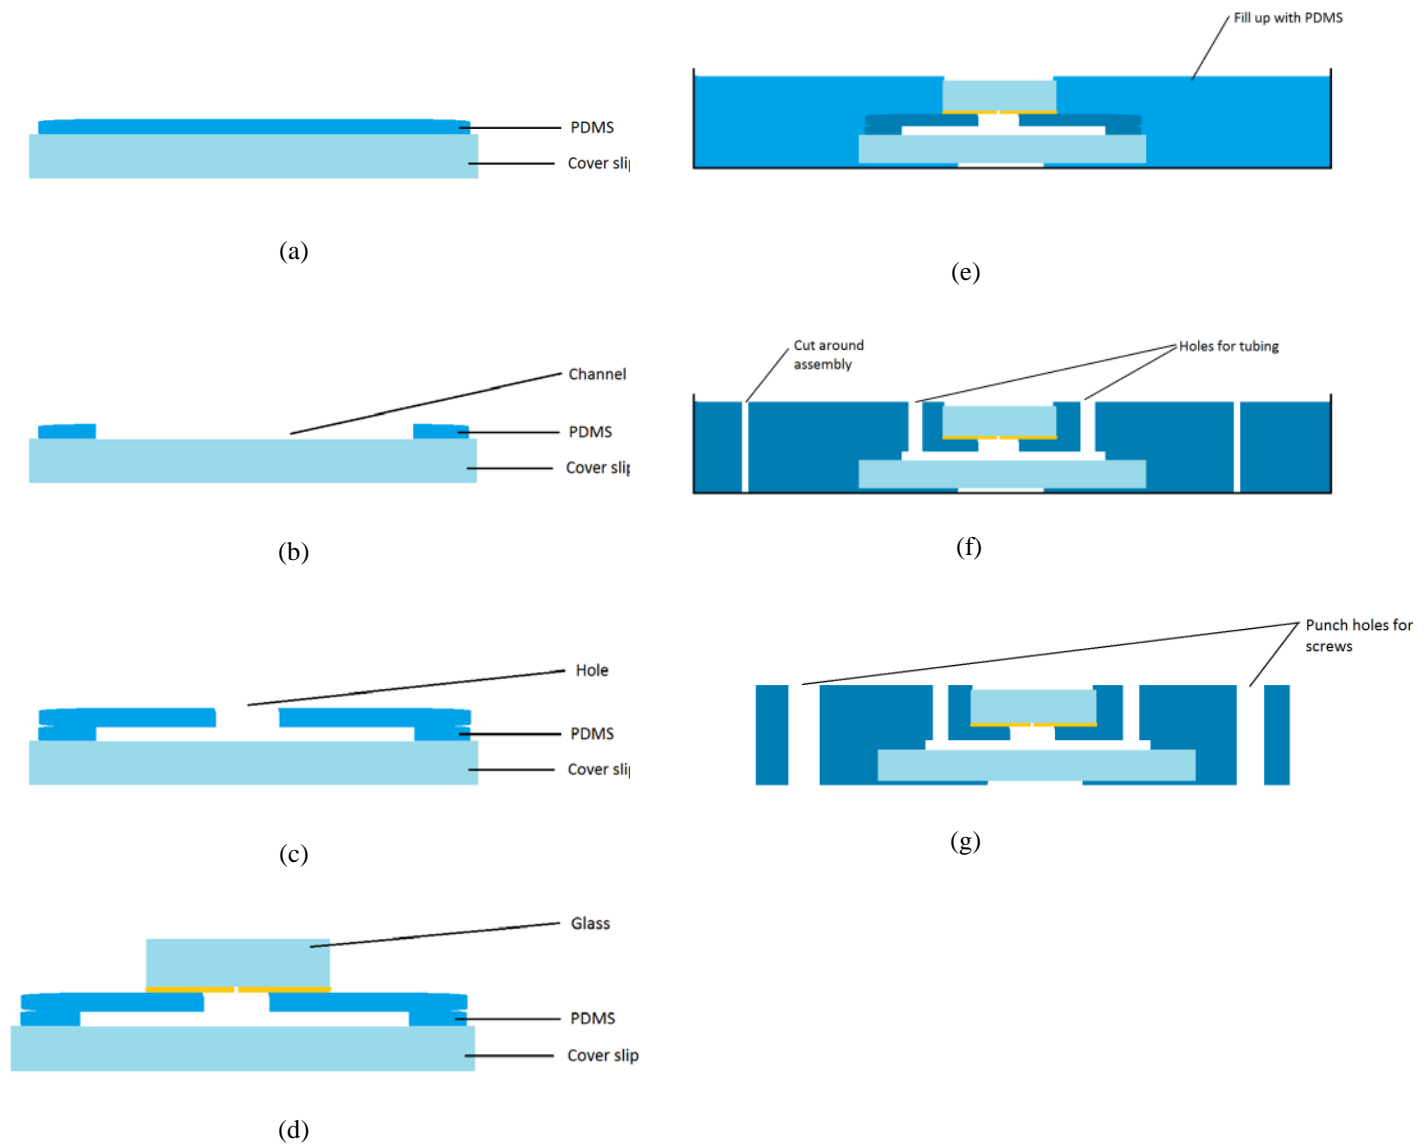 PDMS
Cover sli
(a)
Channel
PDMS
Cover sli
(b)
Hole
PDMS
Cover sli
(c)
Glass
PDMS
Cover slip
(d)
Fill up with PDMS
(e)
Cut around
assembly
Holes for tubing
(f)
Punch holes for
screws
(g)